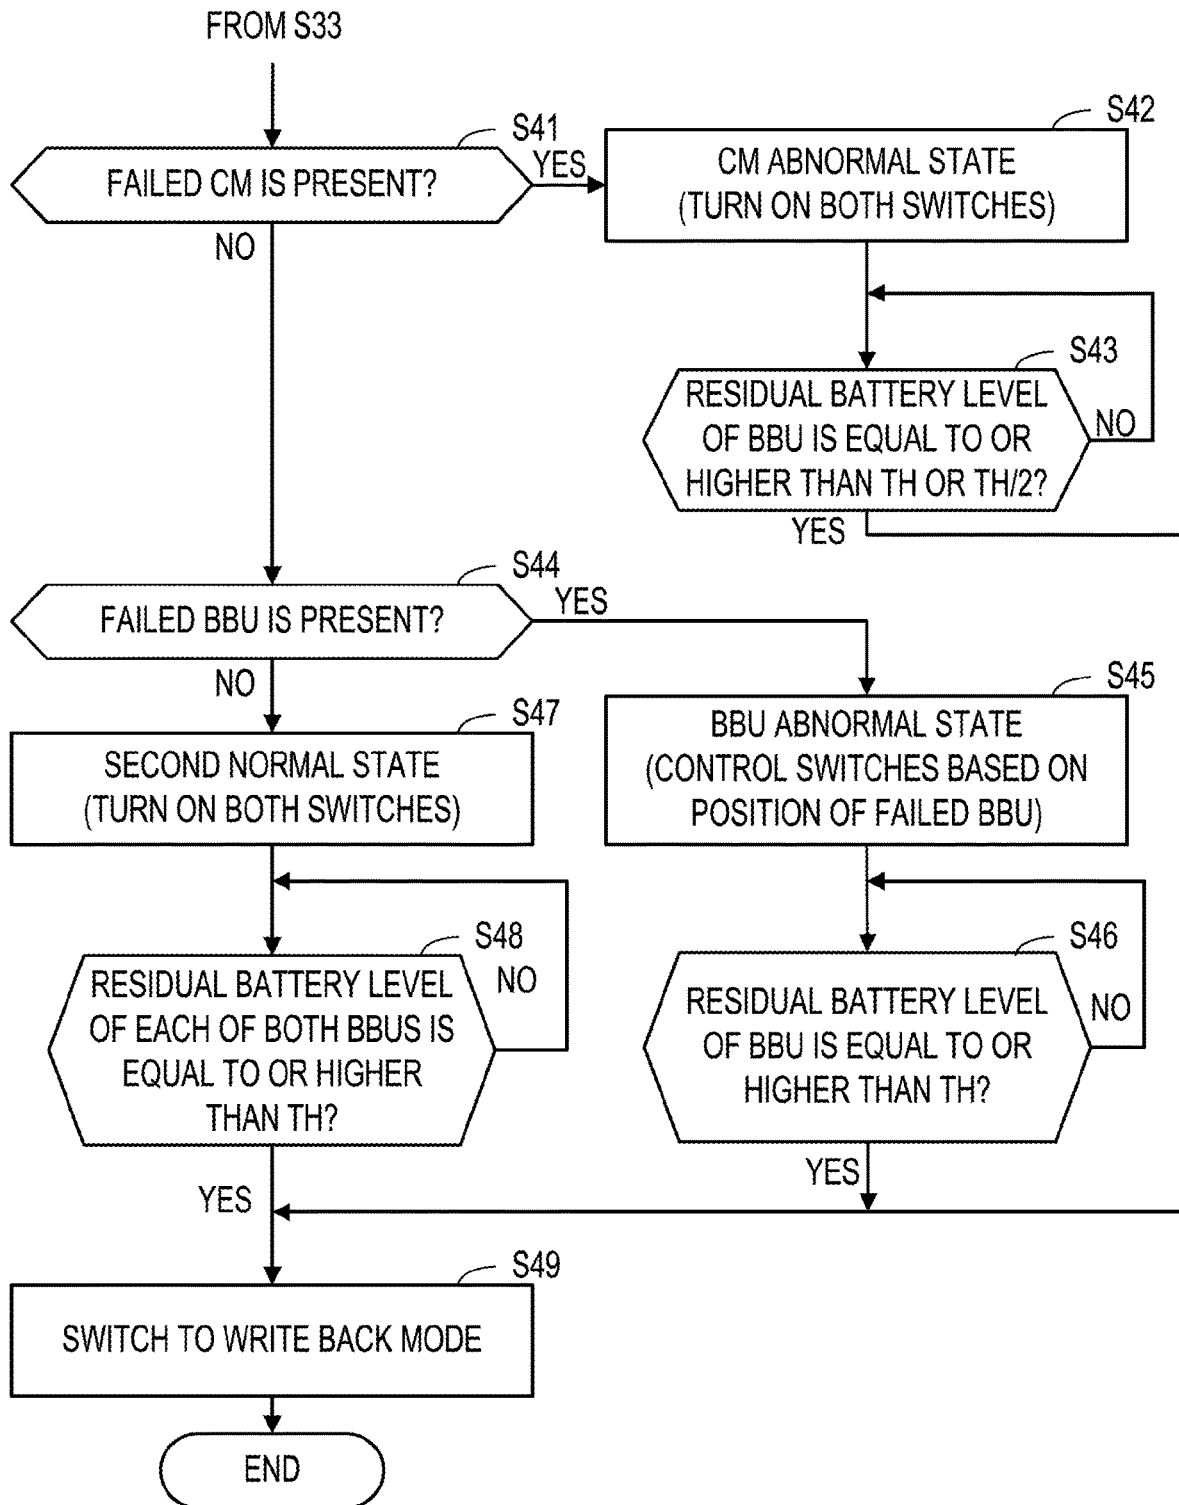 FROM S33
S41
FAILED CM IS PRESENT?
YES
NO
S42
CM ABNORMAL STATE
(TURN ON BOTH SWITCHES)
S43
RESIDUAL BATTERY LEVEL
OF BBU IS EQUAL TO OR
HIGHER THAN TH OR TH/2?
NO
YES
S44
FAILED BBU IS PRESENT?
YES
NO
S45
BBU ABNORMAL STATE
(CONTROL SWITCHES BASED ON
POSITION OF FAILED BBU)
S46
RESIDUAL BATTERY LEVEL
OF BBU IS EQUAL TO OR
HIGHER THAN TH?
NO
YES
S47
SECOND NORMAL STATE
(TURN ON BOTH SWITCHES)
S48
RESIDUAL BATTERY LEVEL
OF EACH OF BOTH BBUS IS
EQUAL TO OR HIGHER
THAN TH?
NO
YES
S49
SWITCH TO WRITE BACK MODE
END